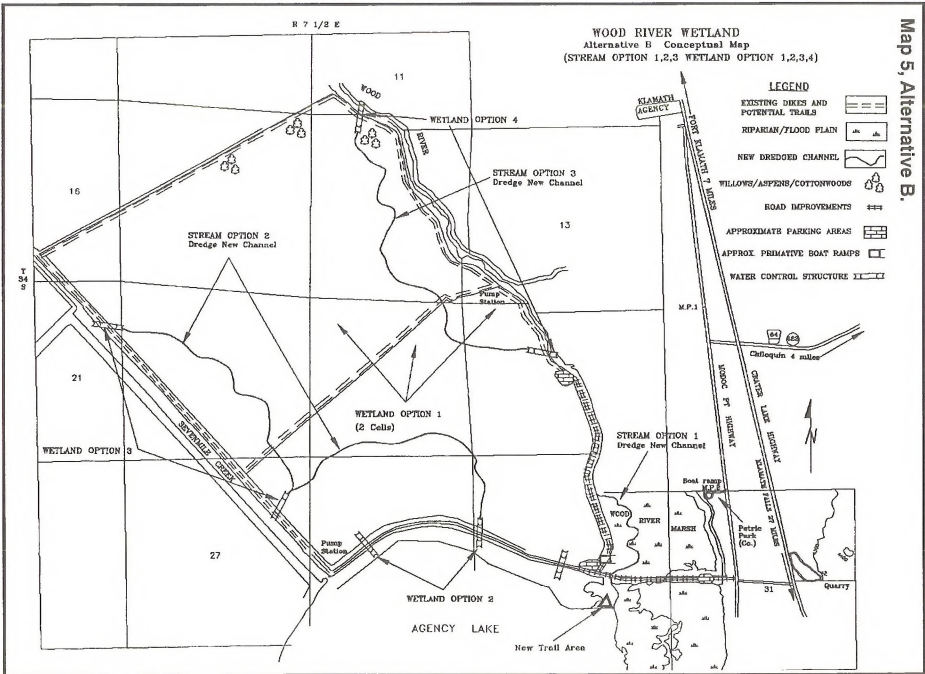 Map 5, Alternative B.
R 7 1/2 E
WOOD RIVER WETLAND
Alternative B Conceptual Map
(STREAM OPTION 1,2,3 WETLAND OPTION 1,2,3,4)
LEGEND
EXISTING DIKES AND
POTENTIAL TRAILS
RIPARIAN/FLOOD PLAIN
NEW DREDGED CHANNEL
WILLOWS/ASPENS/COTTONWOODS
ROAD IMPROVEMENTS
APPROXIMATE PARKING AREAS
APPROX. PRIMATIVE BOAT RAMPS
WATER CONTROL STRUCTURE
11
WOOD
RIVER
KLAMATH
AGENCY
FORT KLAMATH 7 MILES
WETLAND OPTION 4
STREAM OPTION 3
Dredge New Channel
16
13
STREAM OPTION 2
Dredge New Channel
T
34
S
Pump
Station
M.P.1
Chiloquin 4 miles
21
WETLAND OPTION 1
(2 Cells)
MODOC PT HIGHWAY
CRATER LAKE HIGHWAY
KLAMATH FALLS 27 MILES
N
WETLAND OPTION 3
SEVENMILE CREEK
STREAM OPTION 1
Dredge New Channel
Boat ramp
M.P.2
WOOD
RIVER
MARSH
Petric
Park
(Co.)
27
Pump
Station
WETLAND OPTION 2
31
Quarry
AGENCY LAKE
New Trail Area